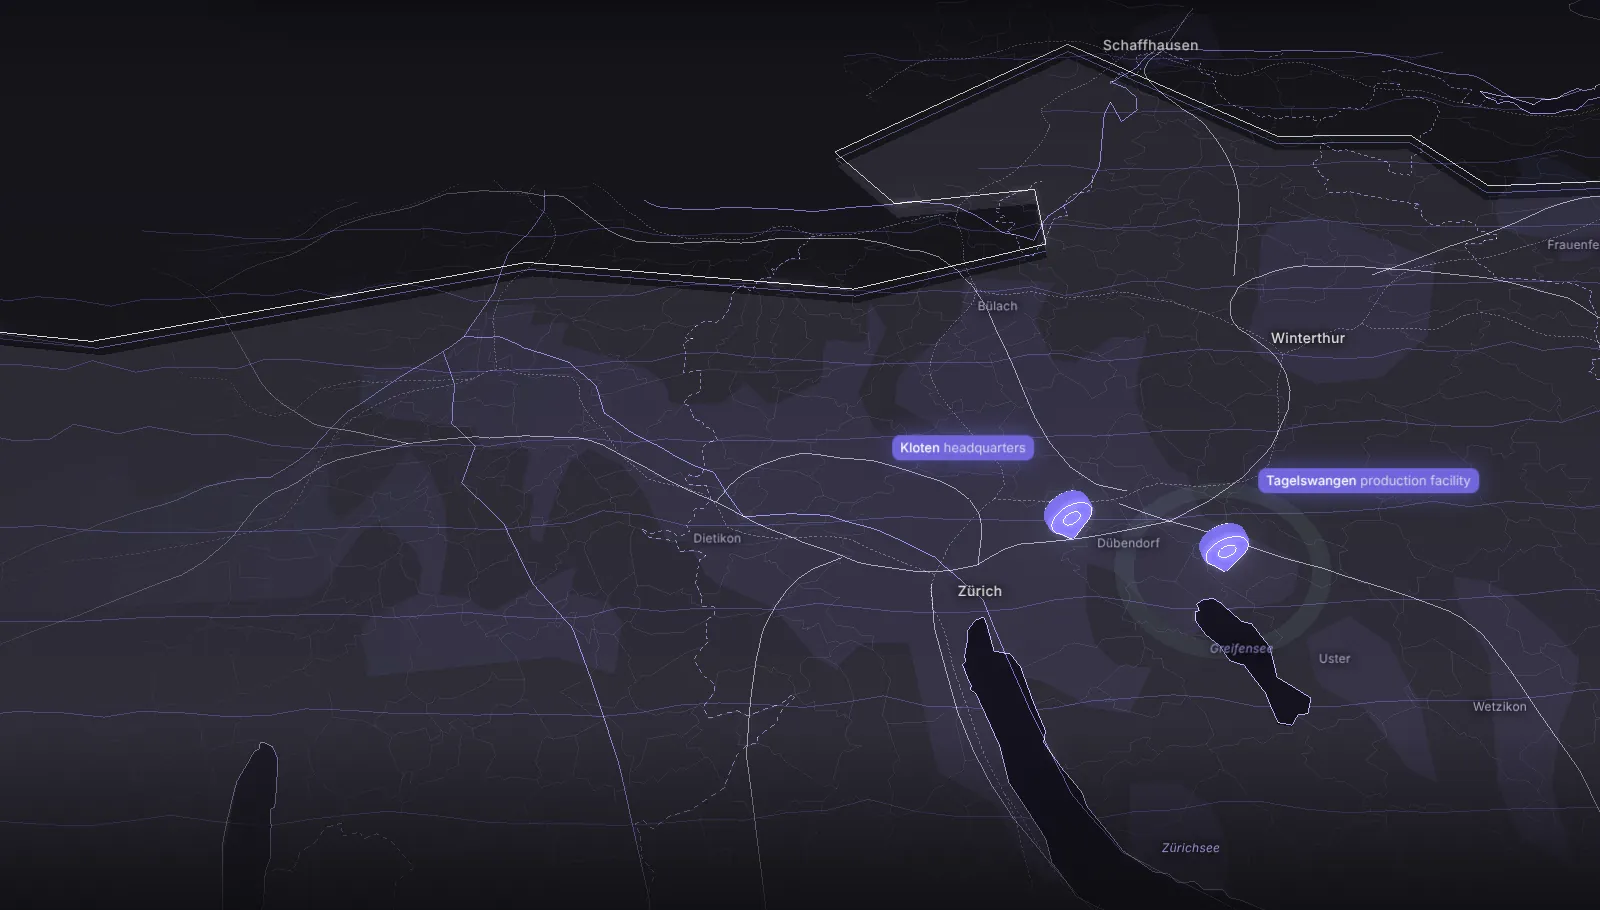 Schaffhausen
Frauenfe
Bülach
Winterthur
Kloten headquarters
Tagelswangen production facility
Dietikon
Dübendorf
Zürich
Greifensee
Uster
Wetzikon
Zürichsee